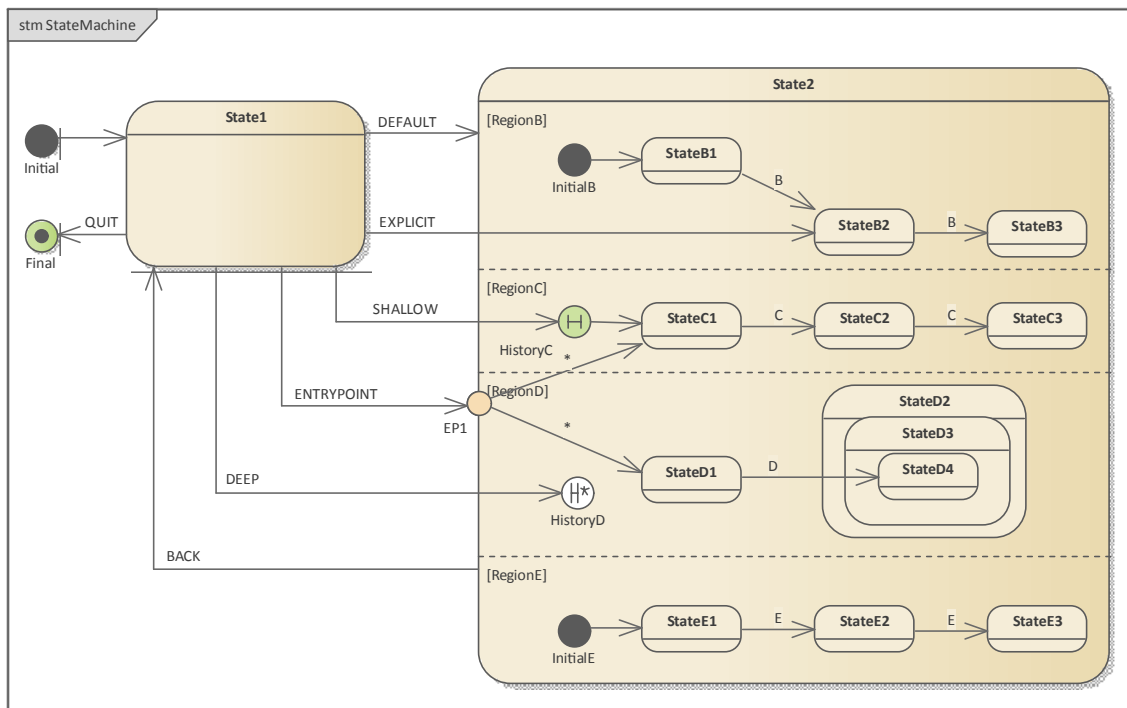 stm StateMachine
State2
State1
DEFAULT
[RegionB]
StateB1
Initial
InitialB
B
QUIT
EXPLICIT
StateB2
B
StateB3
Final
[RegionC]
SHALLOW
H
StateC1
C
StateC2
C
StateC3
HistoryC
*
[RegionD]
ENTRYPOINT
StateD2
EP1
*
StateD3
StateD1
D
StateD4
DEEP
H*
HistoryD
BACK
[RegionE]
StateE1
E
StateE2
E
StateE3
InitialE